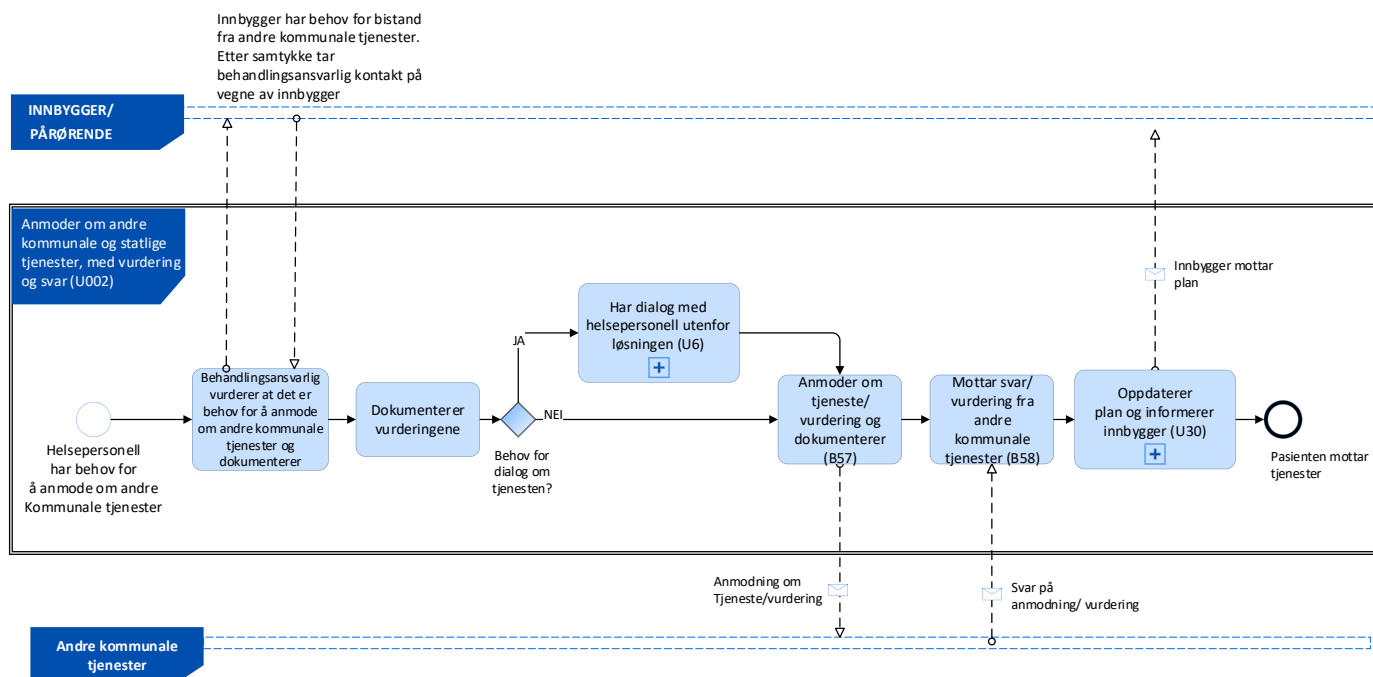 Innbygger har behov for bistand
fra andre kommunale tjenester.
Etter samtykke tar
behandlingsansvarlig kontakt på
vegne av innbygger
INNBYGGER/
PÅRØRENDE
Anmoder om andre
kommunale og statlige
tjenester, med vurdering
og svar (U002)
Innbygger mottar
plan
Har dialog med
helsepersonell utenfor
løsningen (U6)
JA
Behandlingsansvarlig
vurderer at det er
behov for å anmode
om andre kommunale
tjenester og
dokumenterer
Dokumenterer
vurderingene
NEI
Anmoder om
tjeneste/
vurdering og
dokumenterer
(B57)
Mottar svar/
vurdering fra
andre
kommunale
tjenester (B58)
Oppdaterer
plan og informerer
innbygger (U30)
Helsepersonell
har behov for
å anmode om andre
Kommunale tjenester
Behov for
dialog om
tjenesten?
Pasienten mottar
tjenester
Anmodning om
Tjeneste/vurdering
Svar på
anmodning/ vurdering
Andre kommunale
tjenester